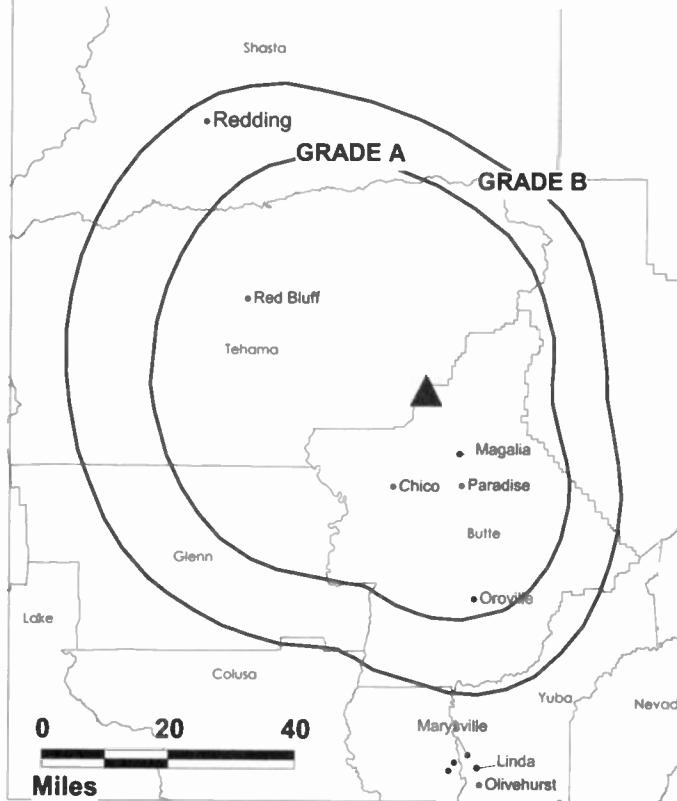 Shasta
Redding
GRADE A
GRADE B
Red Bluff
Tehama
Magalia
Chico
Paradise
Butte
Glenn
Oroville
Lake
Colusa
Yuba
Nevad
0 20 40
Marysville
Linda
Miles
Olivehurst